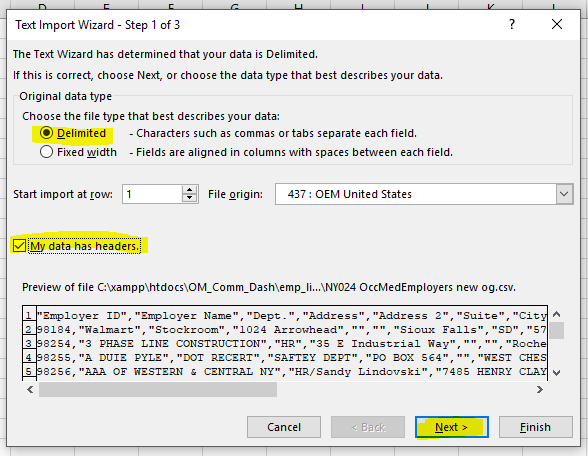 Text Import Wizard - Step 1 of 3
?
The Text Wizard has determined that your data is Delimited.
If this is correct, choose Next, or choose the data type that best describes your data.
Original data type
Choose the file type that best describes your data:
Delimited - Characters such as commas or tabs separate each field.
Fixed width - Fields are aligned in columns with spaces between each field.
Start import at row: 1 File origin: 437 : OEM United States
My data has headers.
Preview of file C:\xampp\htdocs\OM_Comm_Dash\emp_li...\NY024 OccMedEmployers new og.csv.
1 "Employer ID","Employer Name","Dept.","Address","Address 2","Suite","City
2 98184,"Walmart","Stockroom","1024 Arrowhead","","","Sioux Falls","SD","57
3 98254,"3 PHASE LINE CONSTRUCTION","HR","35 E Industrial Way","","","Roche
4 98255,"A DUIE PYLE","DOT RECERT","SAFTEY DEPT","PO BOX 564","","WEST CHES
5 98256,"AAA OF WESTERN & CENTRAL NY","HR/Sandy Lindovski","7485 HENRY CLAY
Cancel < Back Next > Finish